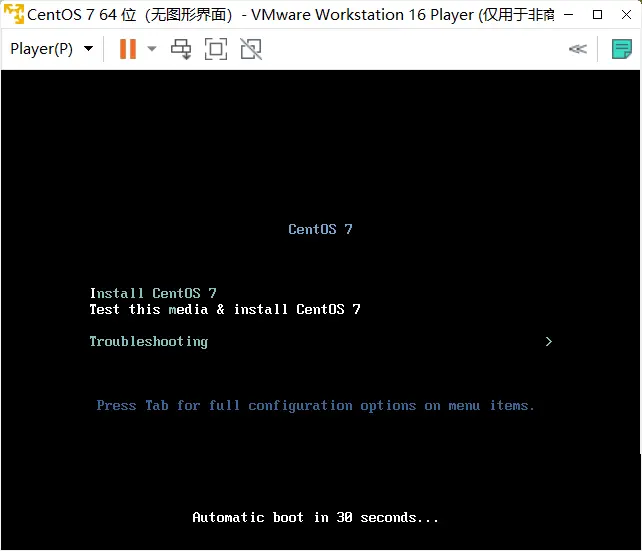 CentOS 7 64 位（无图形界面） - VMware Workstation 16 Player (仅用于非商
Player(P)
CentOS 7
Install CentOS 7
Test this media & install CentOS 7
Troubleshooting >
Press Tab for full configuration options on menu items.
Automatic boot in 30 seconds...